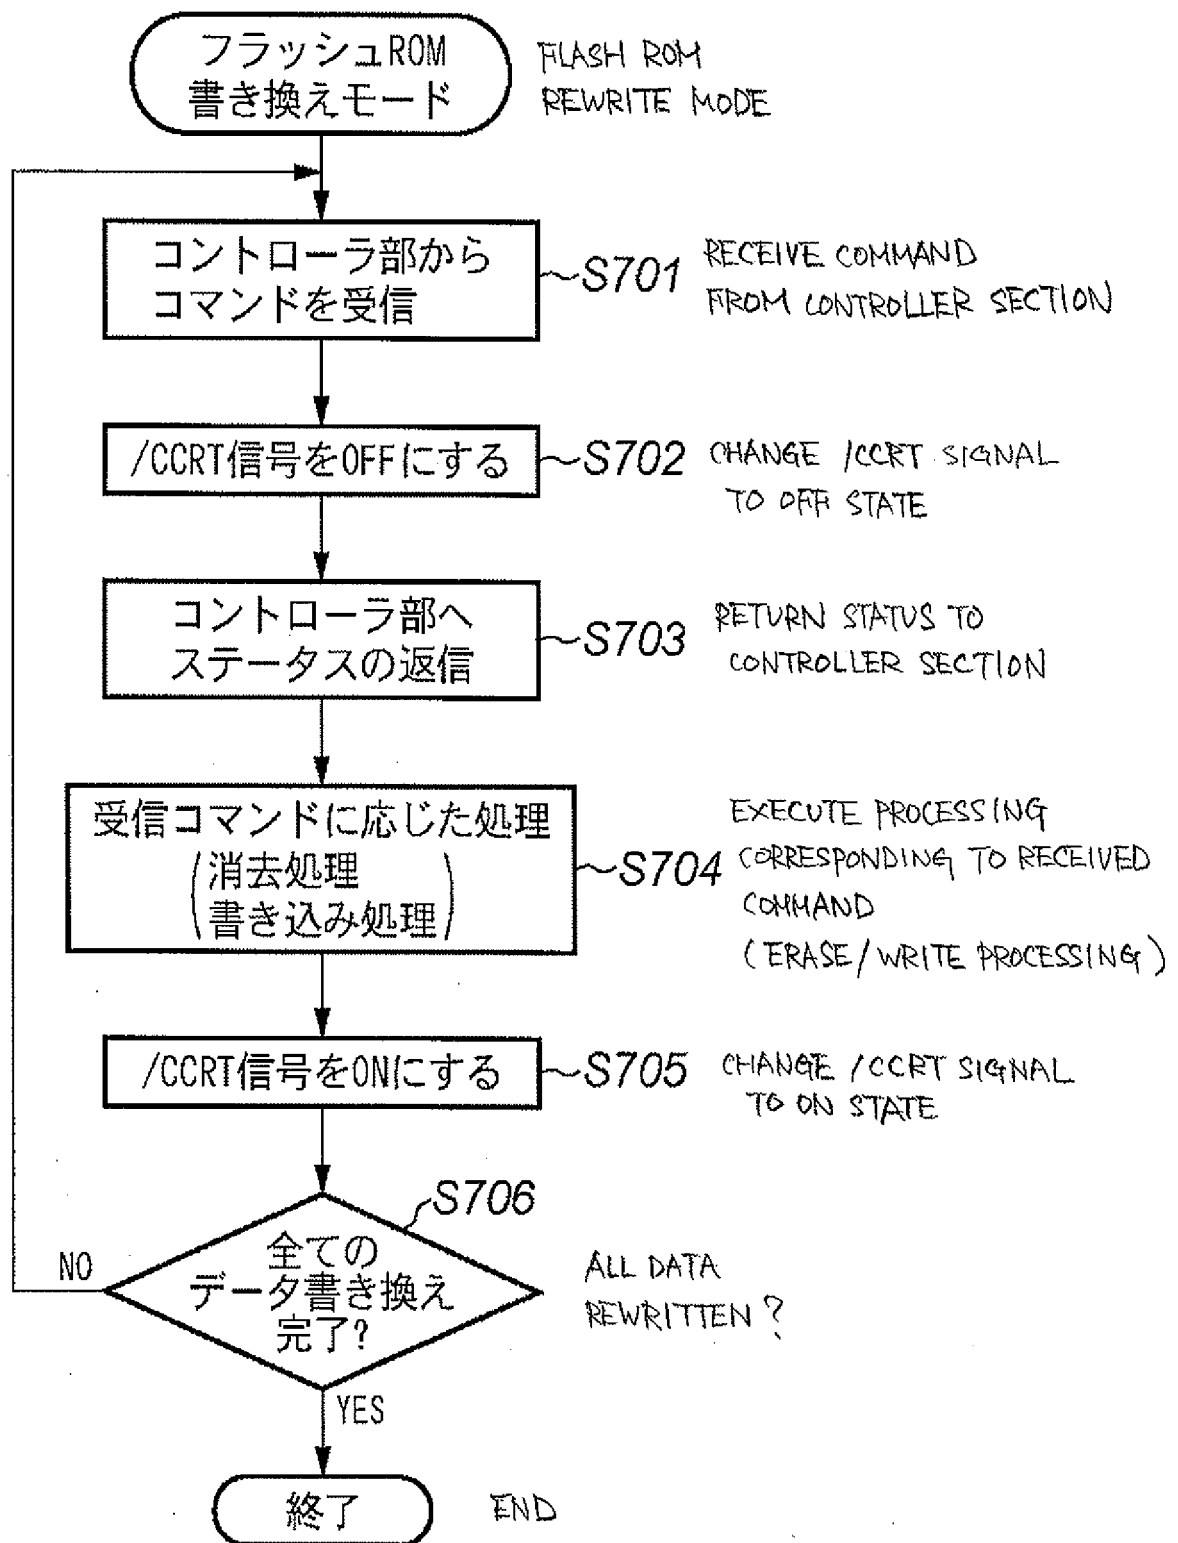 フラッシュROM
書き換えモード
FLASH ROM
REWRITE MODE
コントローラ部から
コマンドを受信
S701
RECEIVE COMMAND
FROM CONTROLLER SECTION
/CCRT信号をOFFにする
S702
CHANGE /CCRT SIGNAL
TO OFF STATE
コントローラ部へ
ステータスの返信
S703
RETURN STATUS TO
CONTROLLER SECTION
受信コマンドに応じた処理
(消去処理
書き込み処理)
S704
EXECUTE PROCESSING
CORRESPONDING TO RECEIVED
COMMAND
(ERASE/WRITE PROCESSING)
/CCRT信号をONにする
S705
CHANGE /CCRT SIGNAL
TO ON STATE
S706
全ての
データ書き換え
完了?
NO
ALL DATA
REWRITTEN?
YES
終了
END